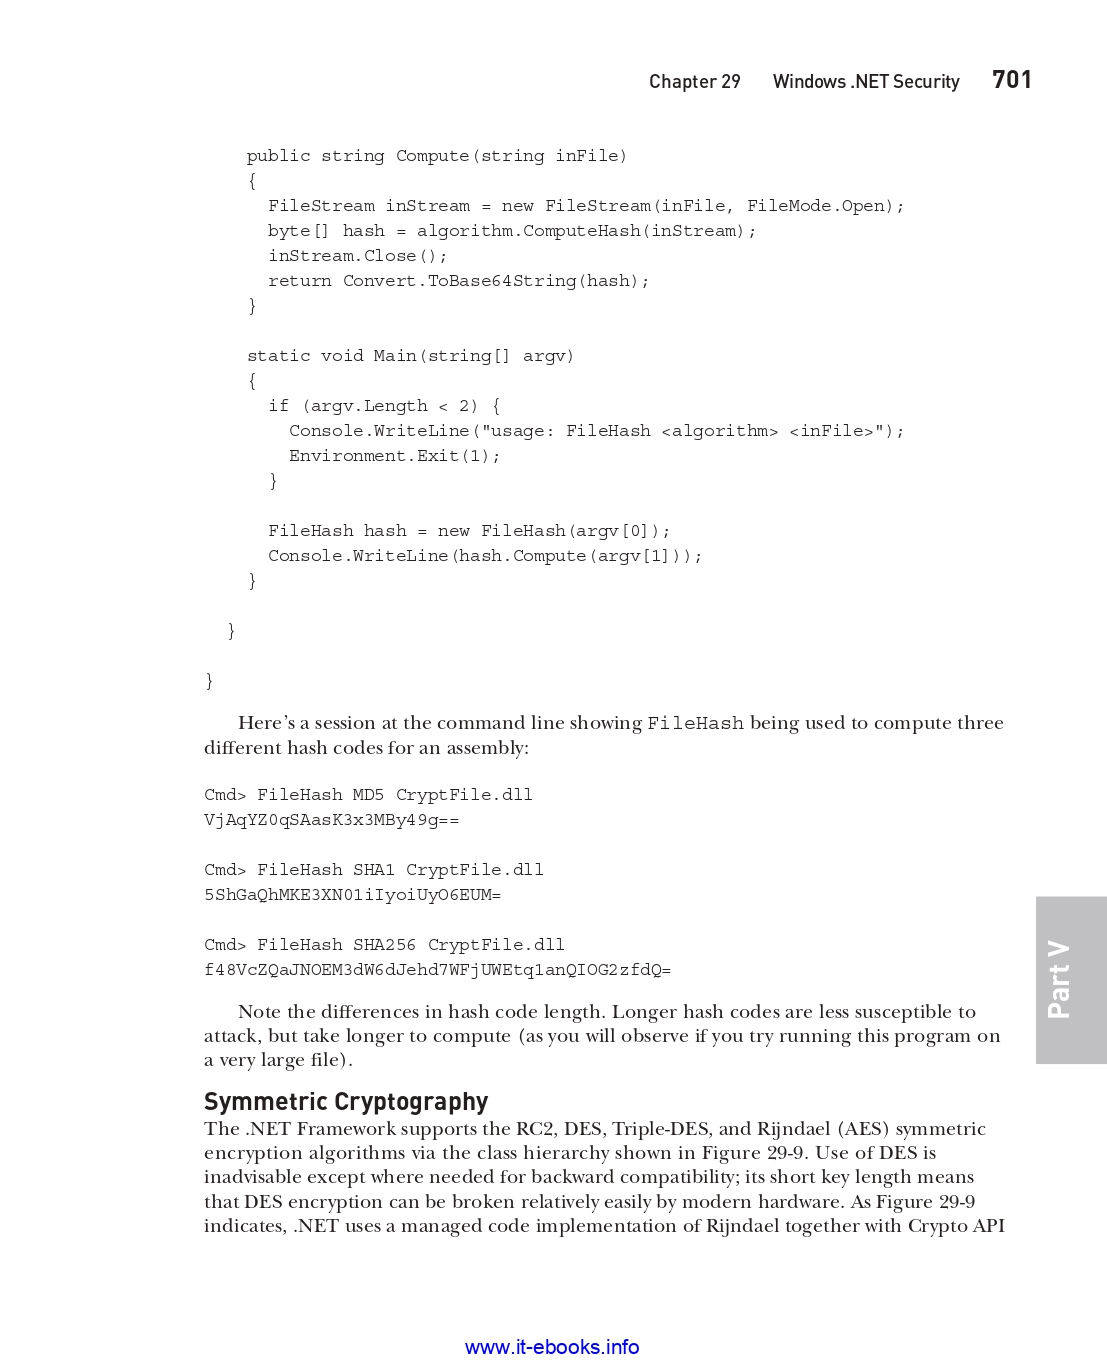 Chapter 29 Windows .NET Security 701
public string Compute(string inFile)
{
FileStream inStream = new FileStream(inFile, FileMode.Open);
byte[] hash = algorithm.ComputeHash(inStream);
inStream.Close();
return Convert.ToBase64String(hash);
}
static void Main(string[] argv)
{
if (argv.Length < 2) {
Console.WriteLine("usage: FileHash <algorithm> <inFile>");
Environment.Exit(1);
}
FileHash hash = new FileHash(argv[0]);
Console.WriteLine(hash.Compute(argv[1]));
}
}
}
Here’s a session at the command line showing FileHash being used to compute three
different hash codes for an assembly:
Cmd> FileHash MD5 CryptFile.dll
VjAqYZ0qSAasK3x3MBy49g==
Cmd> FileHash SHA1 CryptFile.dll
5ShGaQhMKE3XN01iIyoiUyO6EUM=
Cmd> FileHash SHA256 CryptFile.dll
f48VcZQaJNOEM3dW6dJehd7WFjUWEtq1anQIOG2zfdQ=
Note the differences in hash code length. Longer hash codes are less susceptible to
attack, but take longer to compute (as you will observe if you try running this program on
a very large file).
Symmetric Cryptography
The .NET Framework supports the RC2, DES, Triple-DES, and Rijndael (AES) symmetric
encryption algorithms via the class hierarchy shown in Figure 29-9. Use of DES is
inadvisable except where needed for backward compatibility; its short key length means
that DES encryption can be broken relatively easily by modern hardware. As Figure 29-9
indicates, .NET uses a managed code implementation of Rijndael together with Crypto API
Part V
www.it-ebooks.info